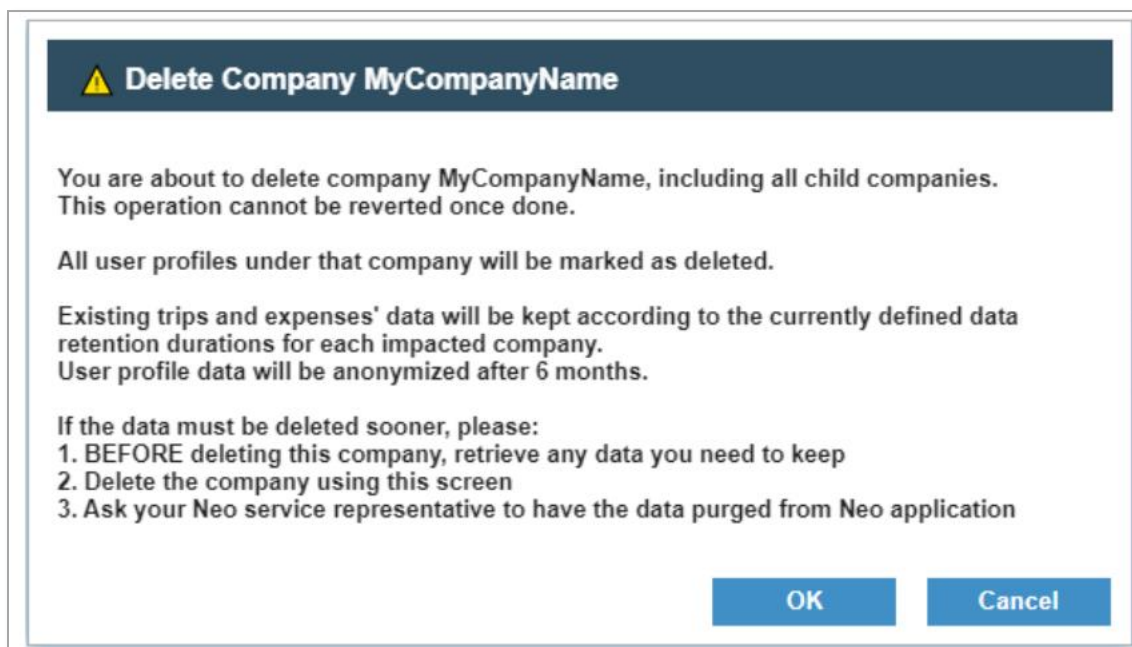 Delete Company MyCompanyName
You are about to delete company MyCompanyName, including all child companies.
This operation cannot be reverted once done.
All user profiles under that company will be marked as deleted.
Existing trips and expenses' data will be kept according to the currently defined data
retention durations for each impacted company.
User profile data will be anonymized after 6 months.
If the data must be deleted sooner, please:
1. BEFORE deleting this company, retrieve any data you need to keep
2. Delete the company using this screen
3. Ask your Neo service representative to have the data purged from Neo application
OK Cancel